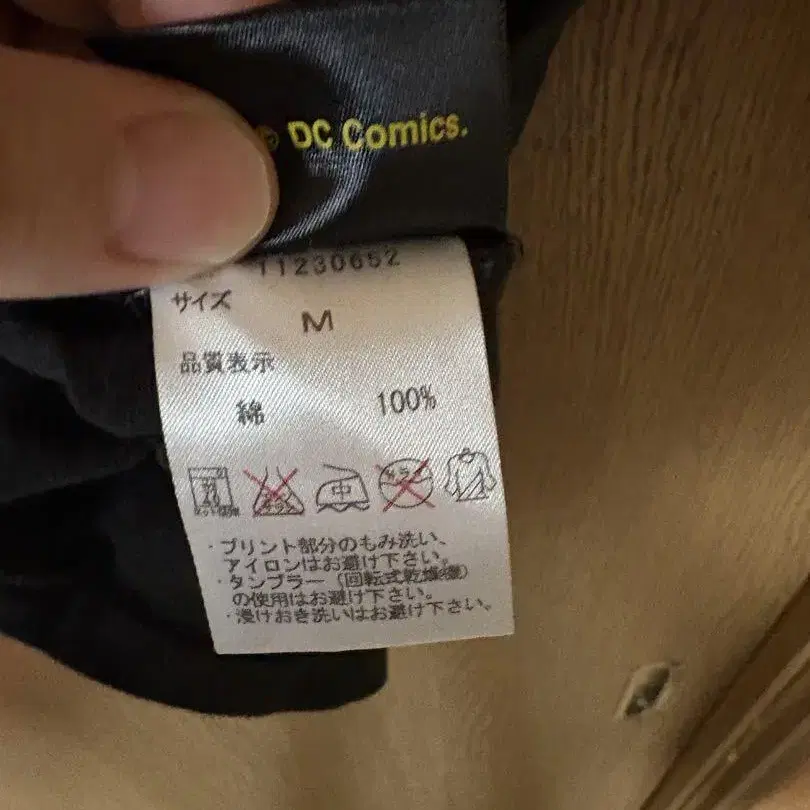 © DC Comics.
11230652
サイズ
M
品質表示
綿 100%
中
・プリント部分のもみ洗い、
アイロンはお避け下さい。
・タンブラー（回転式乾燥機）
の使用はお避け下さい。
・浸けおき洗いはお避け下さい。